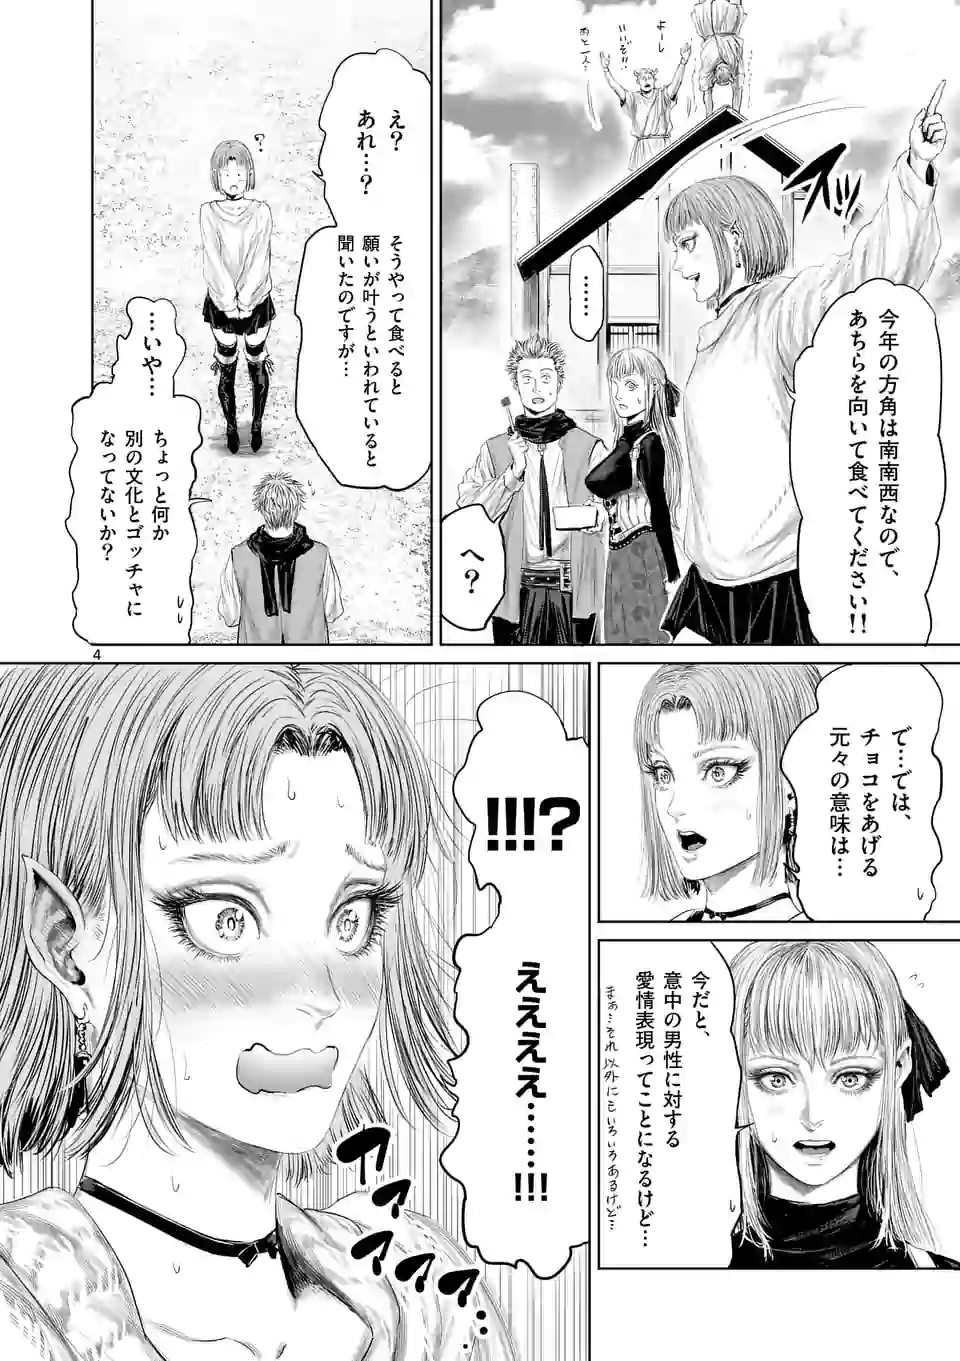 よーし
いいぞ!!
あと一人…
ズッ
今年の方角は南南西なので、
あちらを向いて食べてください!!
……
へ?
え?
あれ…?
そうやって食べると
願いが叶うといわれていると
聞いたのですが…
?
…いや…
ちょっと何か
別の文化とゴッチャに
なってないか?
4
で…では、
チョコをあげる
元々の意味は…
今だと、
意中の男性に対する
愛情表現ってことになるけど…
まぁ…それ以外にもいろいろあるけど…
!!!?
ええええ……!!!